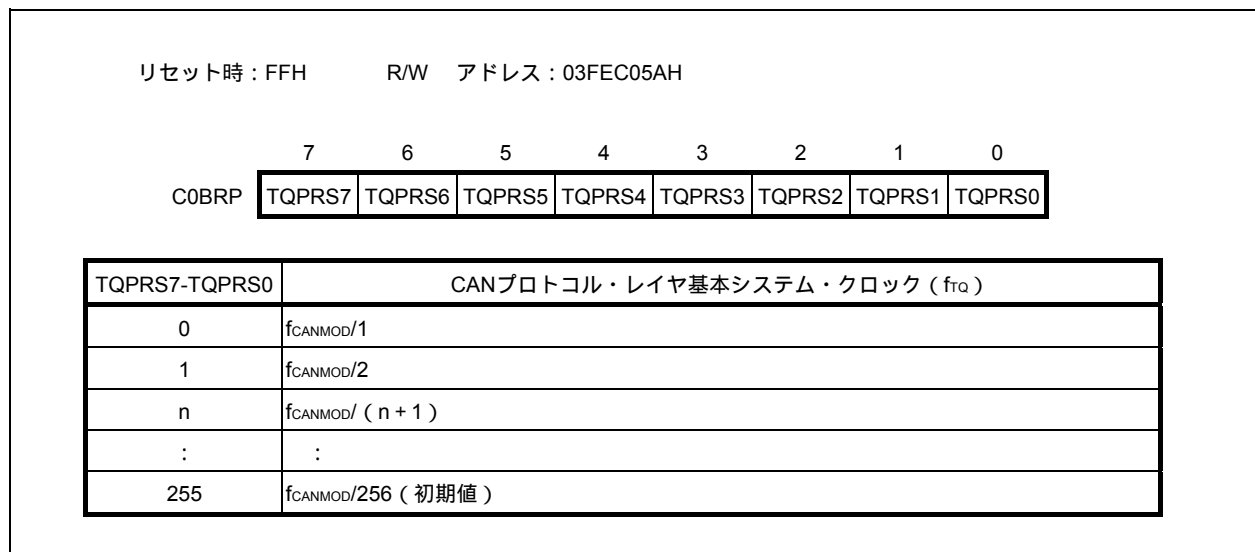 リセット時：FFH R/W アドレス：03FEC05AH
7 6 5 4 3 2 1 0
C0BRP TQPRS7 TQPRS6 TQPRS5 TQPRS4 TQPRS3 TQPRS2 TQPRS1 TQPRS0
TQPRS7-TQPRS0 CANプロトコル・レイヤ基本システム・クロック（fTQ）
0 fCANMOD/1
1 fCANMOD/2
n fCANMOD/（n＋1）
： ：
255 fCANMOD/256（初期値）